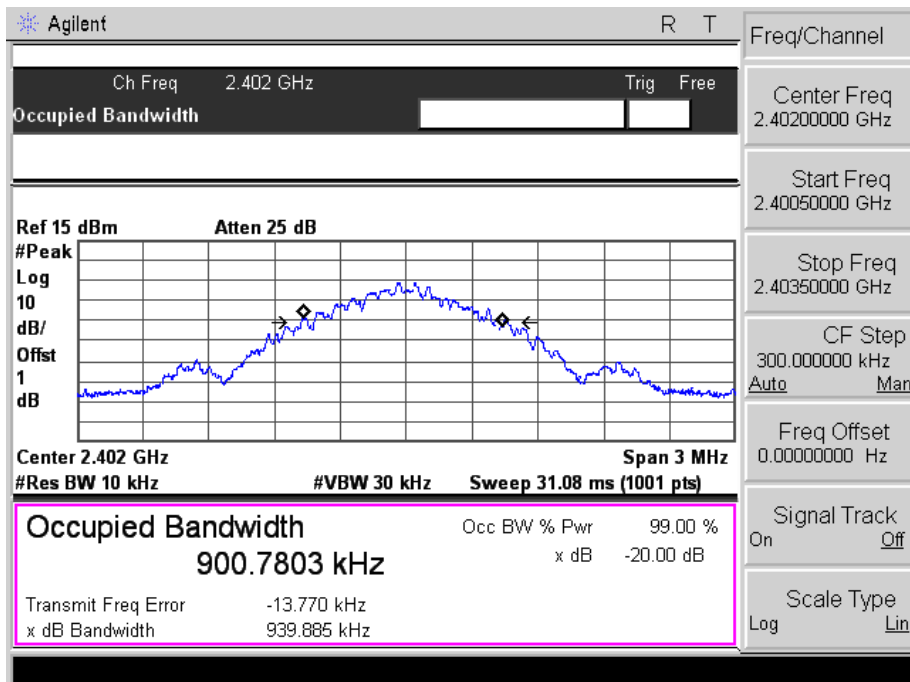 Agilent
R T
Ch Freq 2.402 GHz Trig Free
Occupied Bandwidth
Ref 15 dBm Atten 25 dB
#Peak
Log
10
dB/
Offst
1
dB
Center 2.402 GHz Span 3 MHz
#Res BW 10 kHz #VBW 30 kHz Sweep 31.08 ms (1001 pts)
Occupied Bandwidth
900.7803 kHz
Occ BW % Pwr 99.00 %
x dB -20.00 dB
Transmit Freq Error -13.770 kHz
x dB Bandwidth 939.885 kHz
Freq/Channel
Center Freq
2.40200000 GHz
Start Freq
2.40050000 GHz
Stop Freq
2.40350000 GHz
CF Step
300.000000 kHz
Auto Man
Freq Offset
0.00000000 Hz
Signal Track
On Off
Scale Type
Log Lin